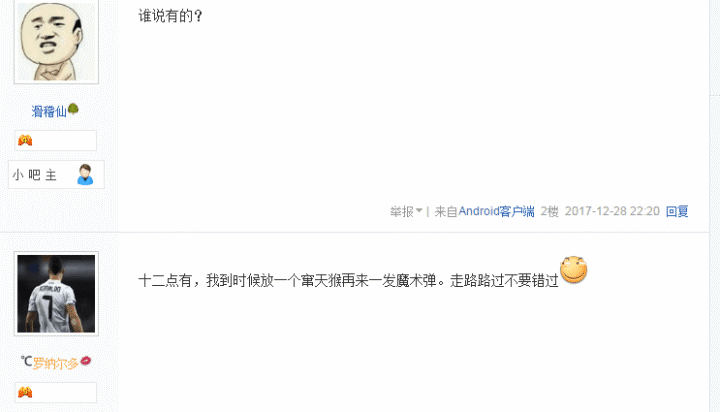 谁说有的?
滑稽仙
小吧主
举报 | 来自Android客户端 2楼 2017-12-28 22:20 回复
十二点有，我到时候放一个窜天猴再来一发魔术弹。走路路过不要错过
RONALDO
7
℃罗纳尔多